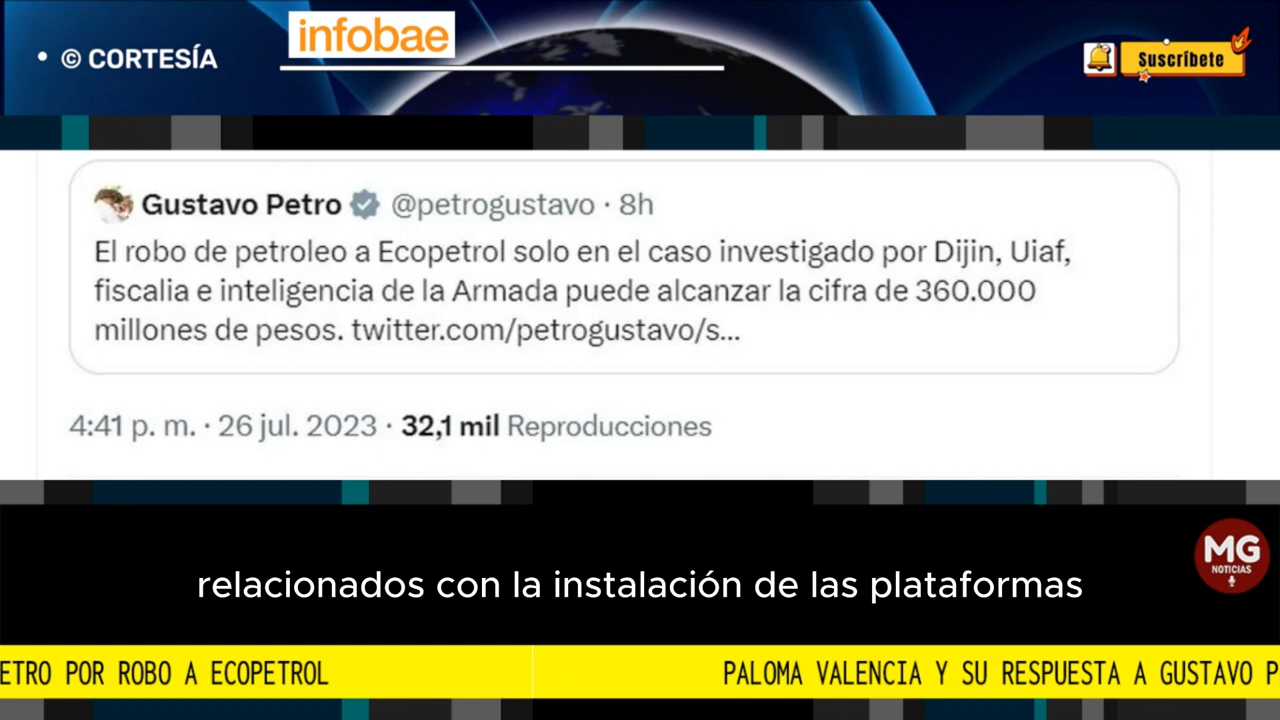 • © CORTESÍA
infobae
Suscríbete
Gustavo Petro @petrogustavo · 8h
El robo de petroleo a Ecopetrol solo en el caso investigado por Dijin, Uiaf,
fiscalia e inteligencia de la Armada puede alcanzar la cifra de 360.000
millones de pesos. twitter.com/petrogustavo/s...
4:41 p. m. · 26 jul. 2023 · 32,1 mil Reproducciones
MG
NOTICIAS
relacionados con la instalación de las plataformas
ETRO POR ROBO A ECOPETROL
PALOMA VALENCIA Y SU RESPUESTA A GUSTAVO P